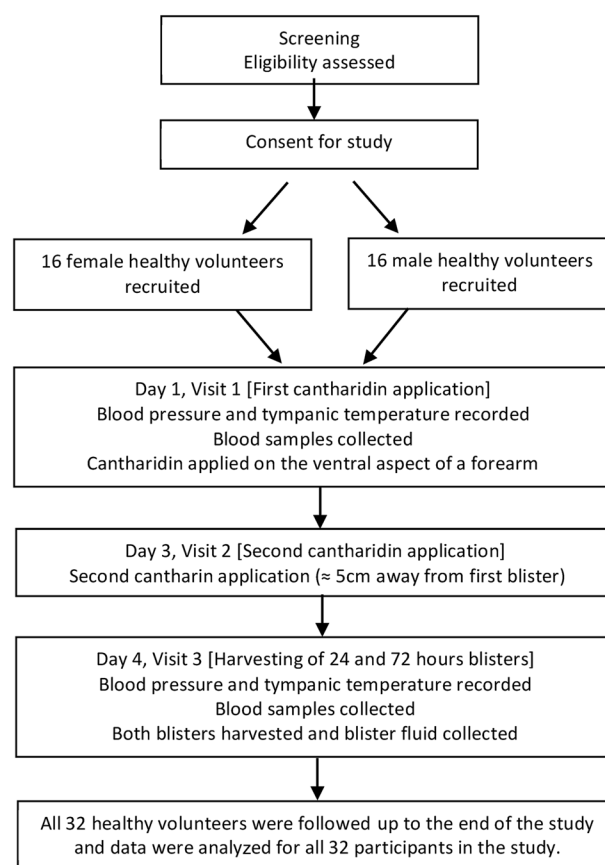 Screening
Eligibility assessed
Consent for study
16 female healthy volunteers
recruited
16 male healthy volunteers
recruited
Day 1, Visit 1 [First cantharidin application]
Blood pressure and tympanic temperature recorded
Blood samples collected
Cantharidin applied on the ventral aspect of a forearm
Day 3, Visit 2 [Second cantharidin application]
Second cantharin application (≈ 5cm away from first blister)
Day 4, Visit 3 [Harvesting of 24 and 72 hours blisters]
Blood pressure and tympanic temperature recorded
Blood samples collected
Both blisters harvested and blister fluid collected
All 32 healthy volunteers were followed up to the end of the study
and data were analyzed for all 32 participants in the study.